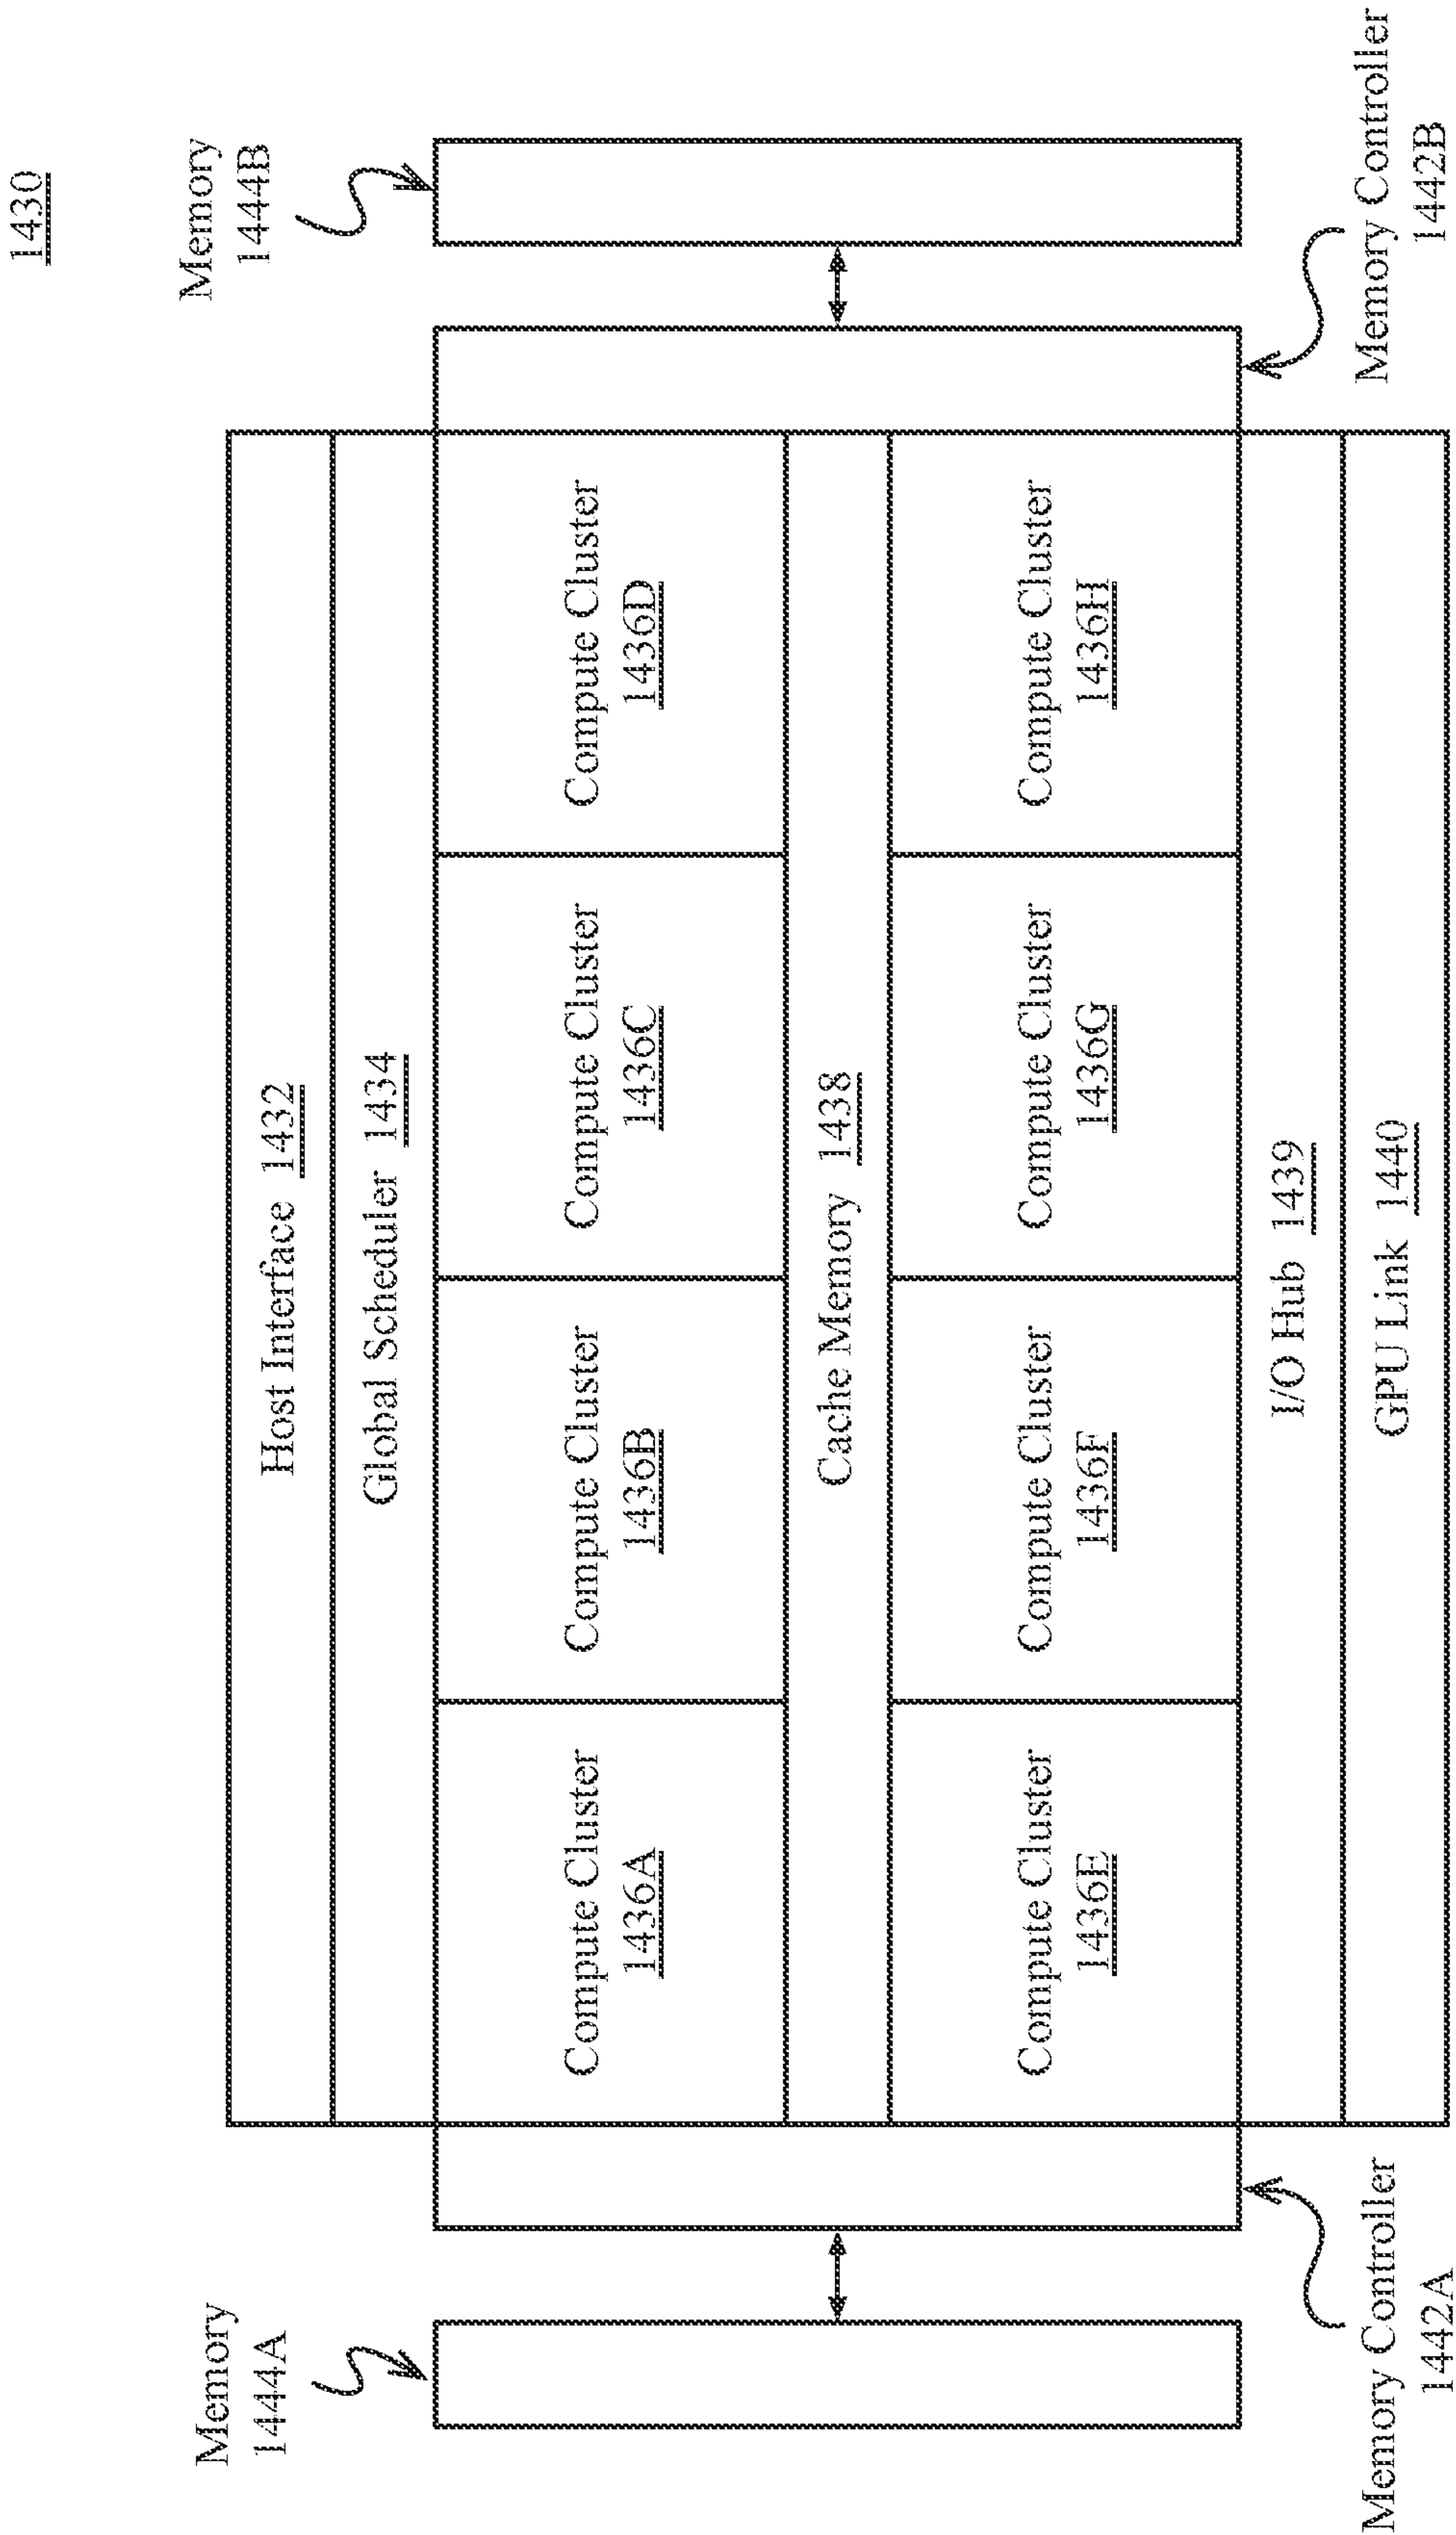 1430
Memory
1444B
Host Interface 1432
Global Scheduler 1434
Compute Cluster
1436A
Compute Cluster
1436B
Compute Cluster
1436C
Compute Cluster
1436D
Cache Memory 1438
Compute Cluster
1436E
Compute Cluster
1436F
Compute Cluster
1436G
Compute Cluster
1436H
I/O Hub 1439
GPU Link 1440
Memory
1444A
Memory Controller
1442A
Memory Controller
1442B